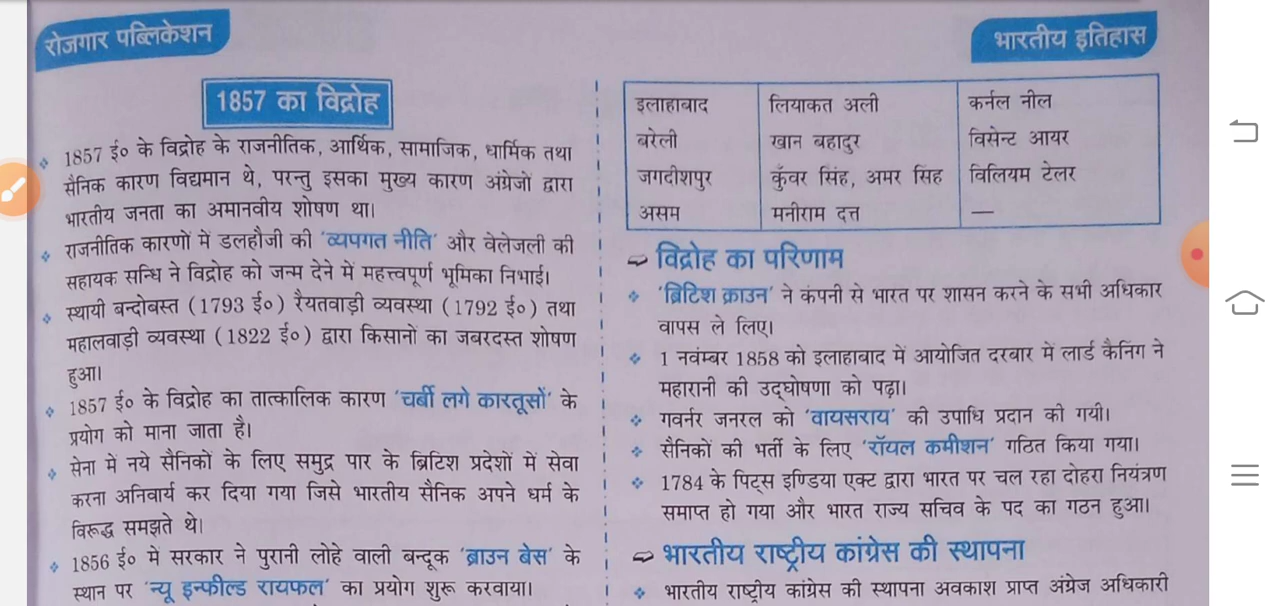 रोजगार पब्लिकेशन
भारतीय इतिहास
1857 का विद्रोह
1857 ई० के विद्रोह के राजनीतिक, आर्थिक, सामाजिक, धार्मिक तथा
सैनिक कारण विद्यमान थे, परन्तु इसका मुख्य कारण अंग्रेजों द्वारा
भारतीय जनता का अमानवीय शोषण था।
राजनीतिक कारणों में डलहौजी की 'व्यपगत नीति' और वेलेजली की
सहायक सन्धि ने विद्रोह को जन्म देने में महत्त्वपूर्ण भूमिका निभाई।
स्थायी बन्दोबस्त (1793 ई०) रैयतवाड़ी व्यवस्था (1792 ई०) तथा
महालवाड़ी व्यवस्था (1822 ई०) द्वारा किसानों का जबरदस्त शोषण
हुआ।
1857 ई० के विद्रोह का तात्कालिक कारण 'चर्बी लगे कारतूसों' के
प्रयोग को माना जाता है।
सेना में नये सैनिकों के लिए समुद्र पार के ब्रिटिश प्रदेशों में सेवा
करना अनिवार्य कर दिया गया जिसे भारतीय सैनिक अपने धर्म के
विरूद्ध समझते थे।
1856 ई० में सरकार ने पुरानी लोहे वाली बन्दूक 'ब्राउन बेस' के
स्थान पर 'न्यू इन्फील्ड रायफल' का प्रयोग शुरू करवाया।
इलाहाबाद लियाकत अली कर्नल नील
बरेली खान बहादुर विसेन्ट आयर
जगदीशपुर कुँवर सिंह, अमर सिंह विलियम टेलर
असम मनीराम दत्त —
विद्रोह का परिणाम
'ब्रिटिश क्राउन' ने कंपनी से भारत पर शासन करने के सभी अधिकार
वापस ले लिए।
1 नवंम्बर 1858 को इलाहाबाद में आयोजित दरबार में लार्ड कैनिंग ने
महारानी की उद्घोषणा को पढ़ा।
गवर्नर जनरल को 'वायसराय' की उपाधि प्रदान की गयी।
सैनिकों की भर्ती के लिए 'रॉयल कमीशन' गठित किया गया।
1784 के पिट्स इण्डिया एक्ट द्वारा भारत पर चल रहा दोहरा नियंत्रण
समाप्त हो गया और भारत राज्य सचिव के पद का गठन हुआ।
भारतीय राष्ट्रीय कांग्रेस की स्थापना
भारतीय राष्ट्रीय कांग्रेस की स्थापना अवकाश प्राप्त अंग्रेज अधिकारी